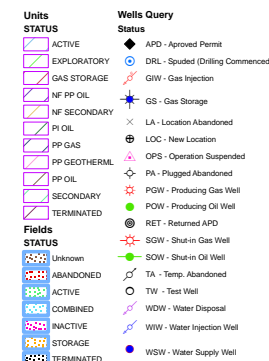 Units
STATUS
ACTIVE
EXPLORATORY
GAS STORAGE
NF PP OIL
NF SECONDARY
PI OIL
PP GAS
PP GEOTHERML
PP OIL
SECONDARY
TERMINATED
Fields
STATUS
Unknown
ABANDONED
ACTIVE
COMBINED
INACTIVE
STORAGE
TERMINATED
Wells Query
Status
APD - Aproved Permit
DRL - Spuded (Drilling Commenced
GIW - Gas Injection
GS - Gas Storage
LA - Location Abandoned
LOC - New Location
OPS - Operation Suspended
PA - Plugged Abandoned
PGW - Producing Gas Well
POW - Producing Oil Well
RET - Returned APD
SGW - Shut-in Gas Well
SOW - Shut-in Oil Well
TA - Temp. Abandoned
TW - Test Well
WDW - Water Disposal
WIW - Water Injection Well
WSW - Water Supply Well